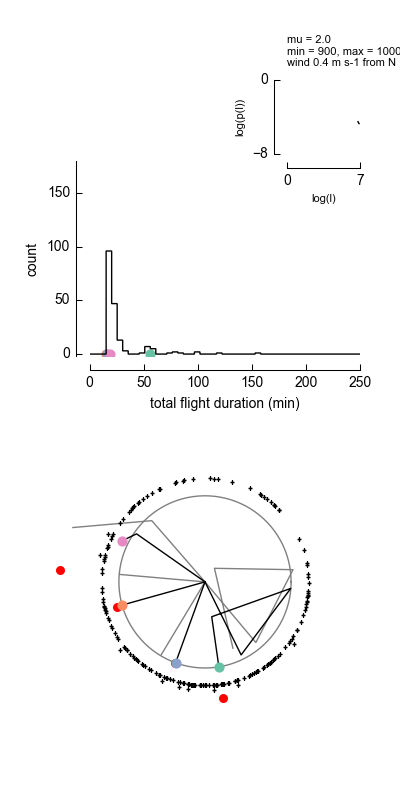 mu = 2.0
min = 900, max = 1000
wind 0.4 m s-1 from N
0
log(p(l))
−8
0 7
log(l)
150
count
100
50
0
0 50 100 150 200 250
total flight duration (min)